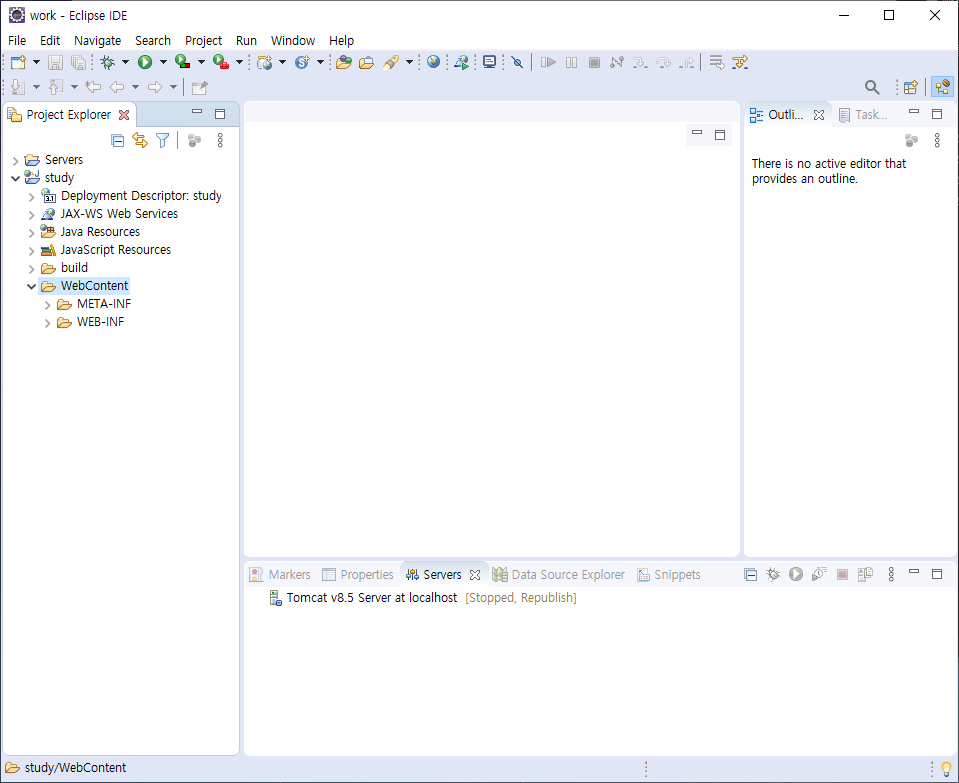 work - Eclipse IDE
File Edit Navigate Search Project Run Window Help
Project Explorer
Servers
study
3.1
Deployment Descriptor: study
JAX-WS Web Services
Java Resources
JavaScript Resources
build
WebContent
META-INF
WEB-INF
Outli... Task...
There is no active editor that
provides an outline.
Markers Properties Servers Data Source Explorer Snippets
Tomcat v8.5 Server at localhost [Stopped, Republish]
study/WebContent